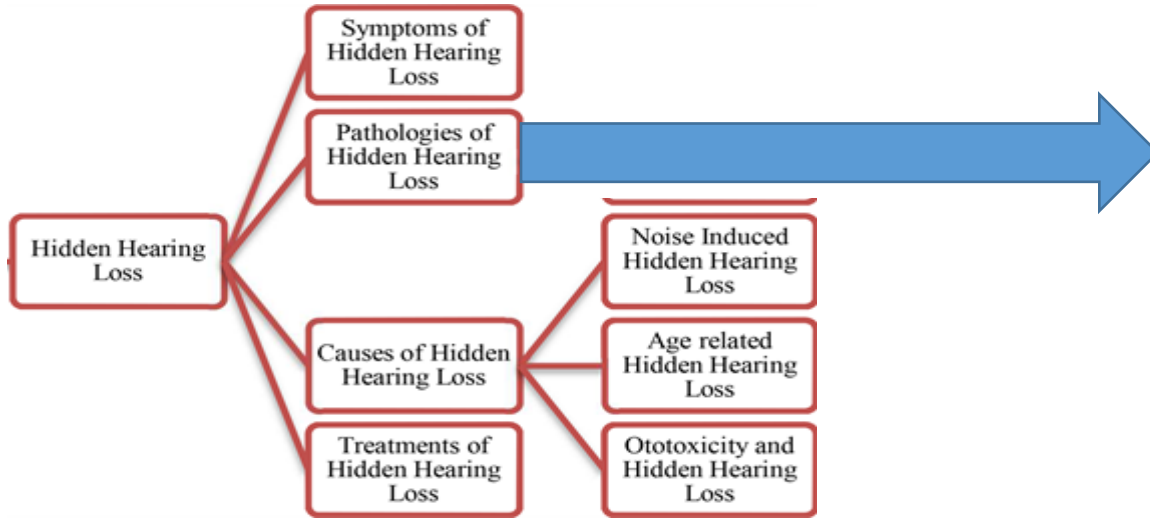 Symptoms of
Hidden Hearing
Loss
Pathologies of
Hidden Hearing
Loss
Hidden Hearing
Loss
Noise Induced
Hidden Hearing
Loss
Causes of Hidden
Hearing Loss
Age related
Hidden Hearing
Loss
Treatments of
Hidden Hearing
Loss
Ototoxicity and
Hidden Hearing
Loss